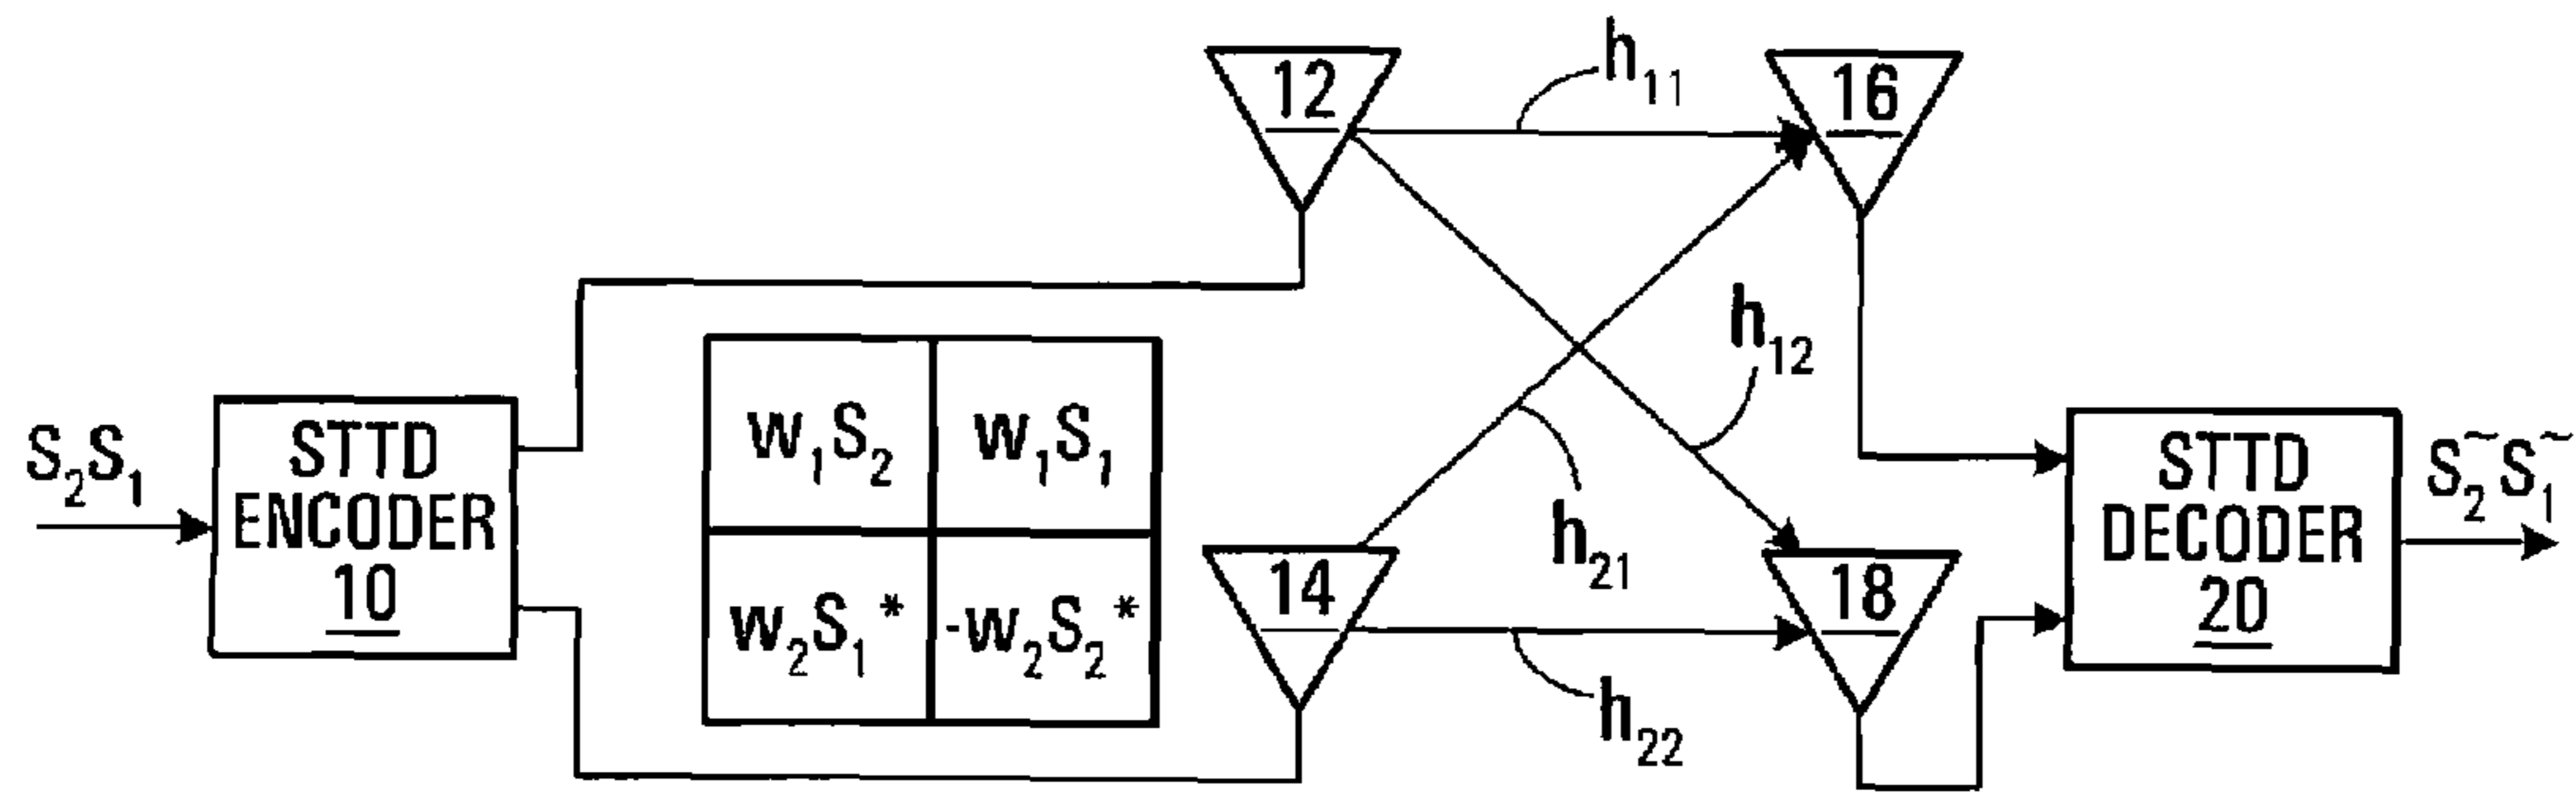 S₂S₁
STTD
ENCODER
10
w₁S₂ w₁S₁
w₂S₁* -w₂S₂*
12
14
h₁₁
h₁₂
h₂₁
h₂₂
16
18
STTD
DECODER
20
S₂~S₁~